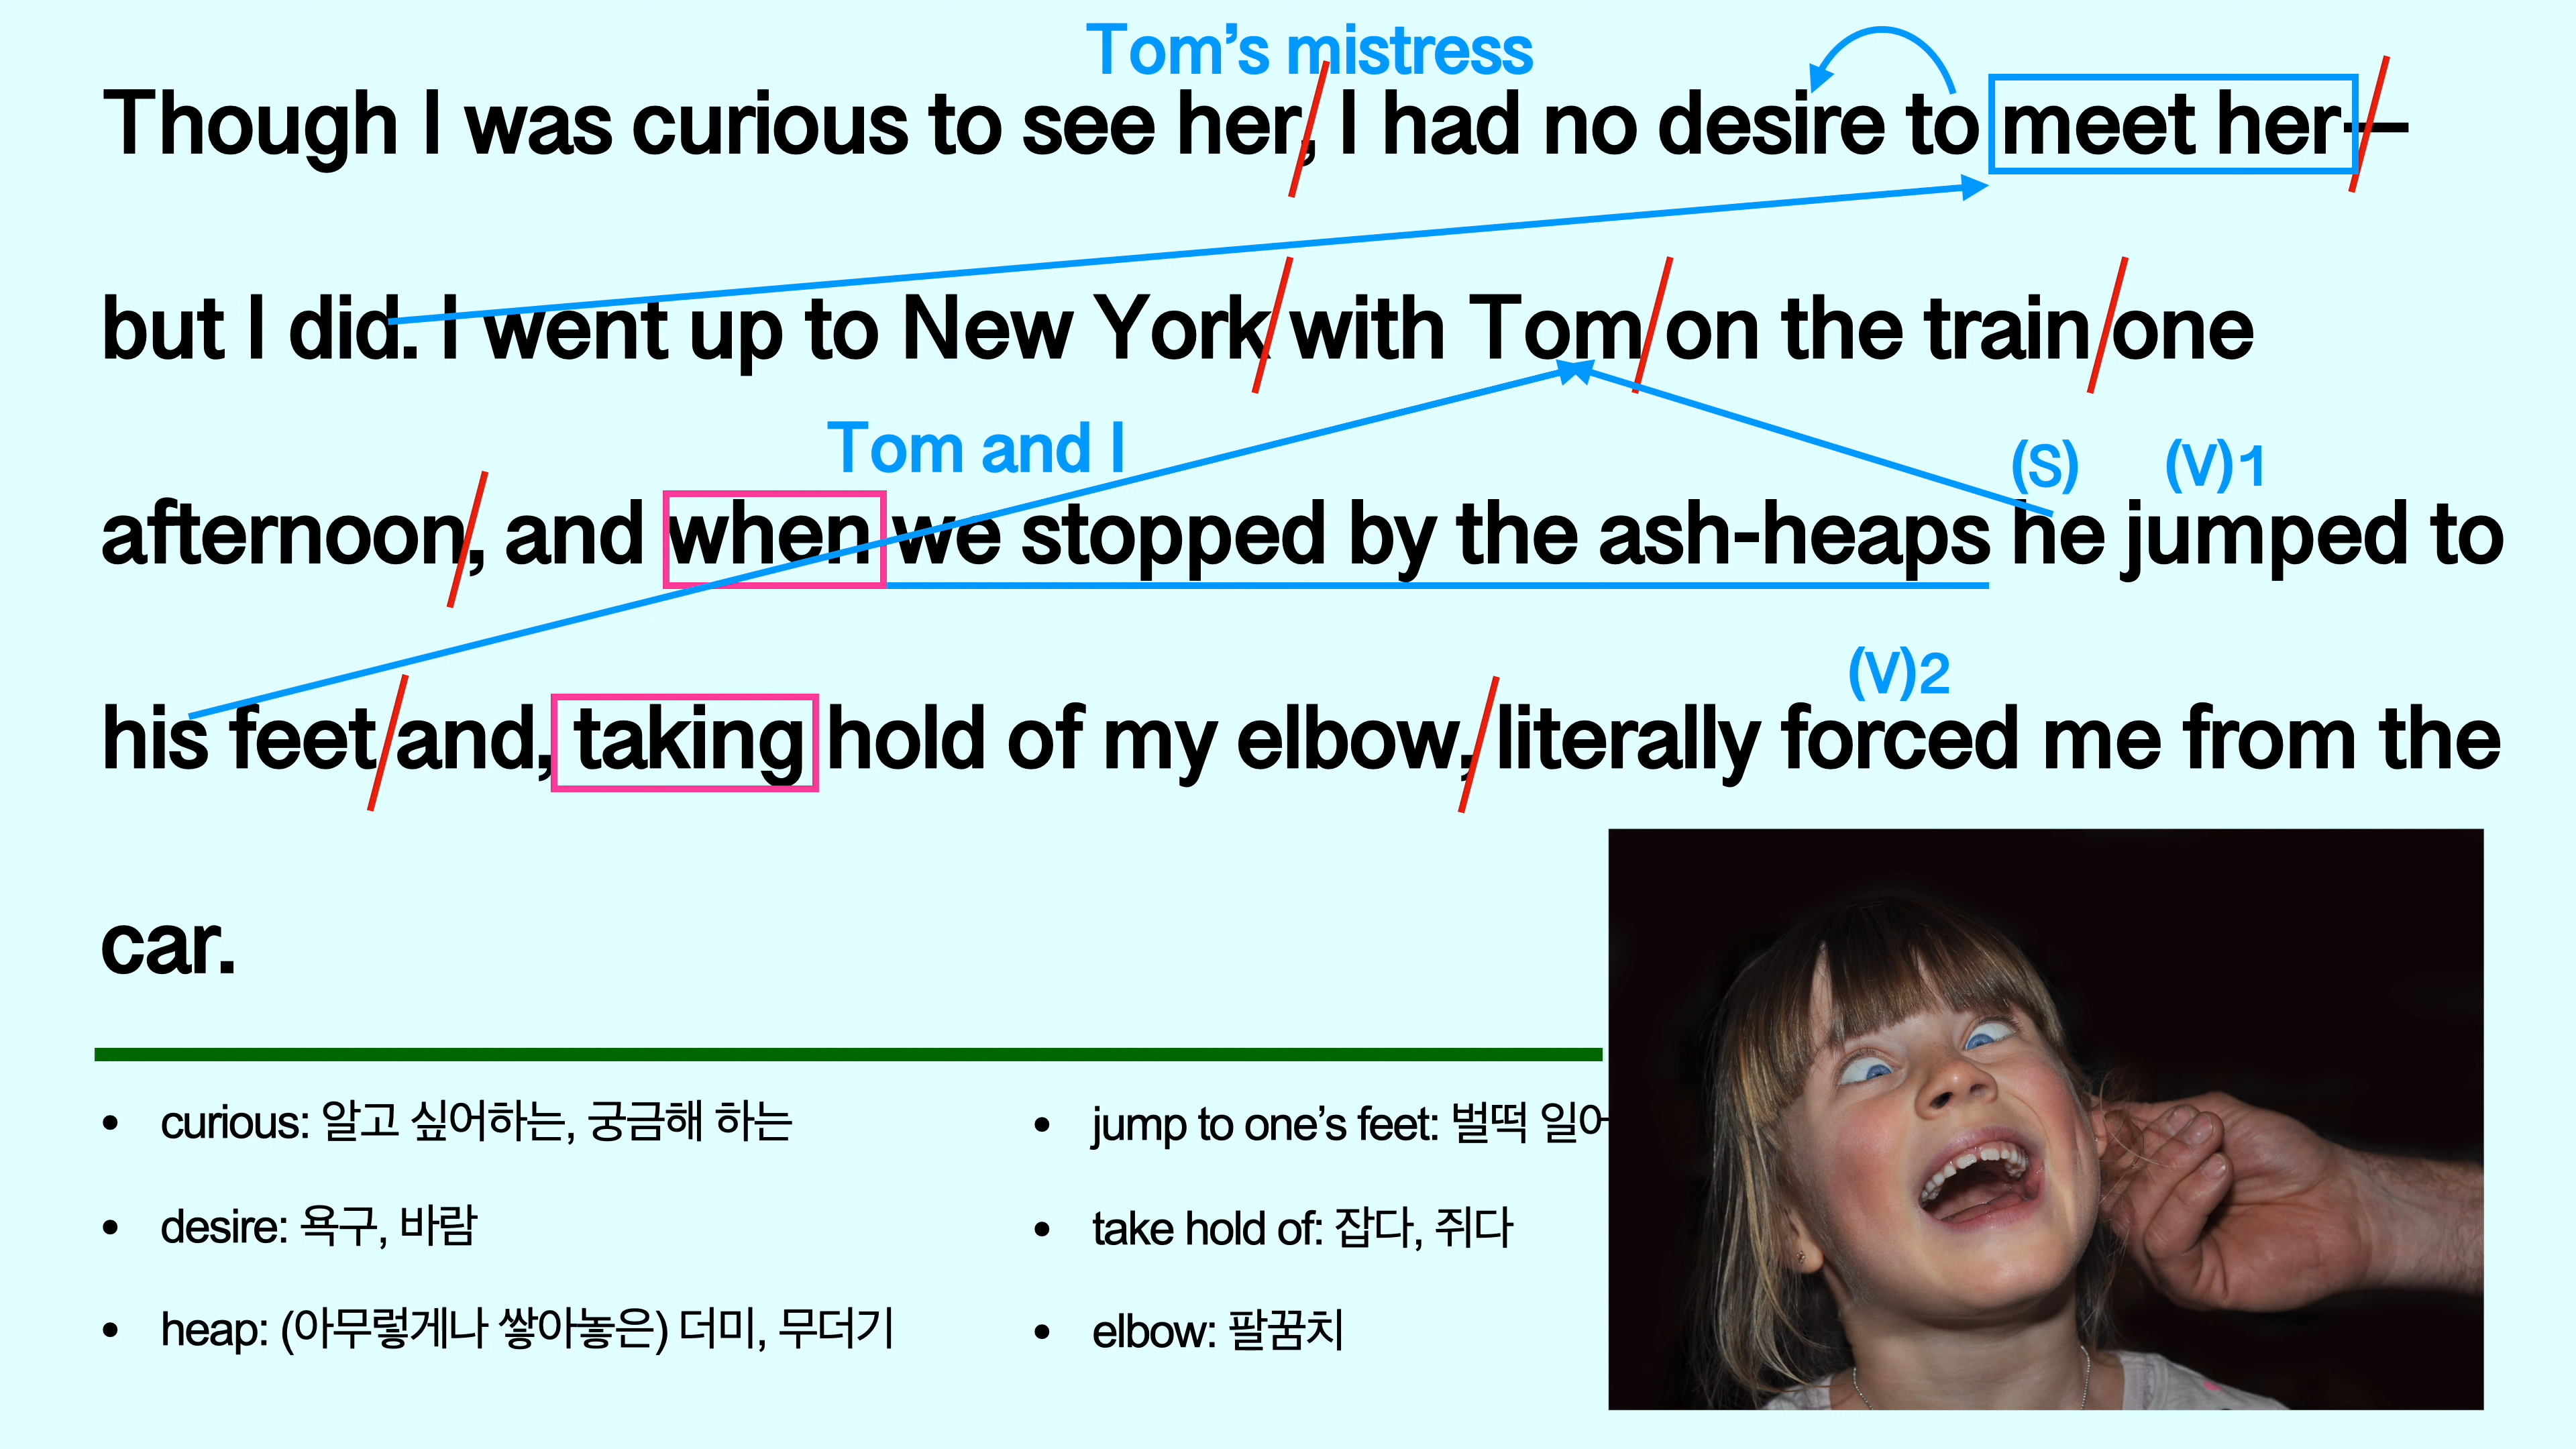 Tom’s mistress
Though I was curious to see her, I had no desire to meet her—
but I did. I went up to New York with Tom on the train one
Tom and I
(S) (V)1
afternoon, and when we stopped by the ash-heaps he jumped to
(V)2
his feet and, taking hold of my elbow, literally forced me from the
car.
• curious: 알고 싶어하는, 궁금해 하는
• desire: 욕구, 바람
• heap: (아무렇게나 쌓아놓은) 더미, 무더기
• jump to one’s feet: 벌떡
• take hold of: 잡다, 쥐다
• elbow: 팔꿈치